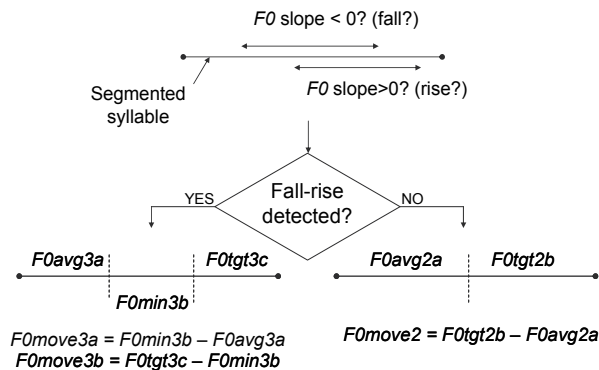 F0 slope < 0? (fall?)
F0 slope>0? (rise?)
Segmented
syllable
Fall-rise
detected?
YES
NO
F0avg3a
F0tgt3c
F0min3b
F0avg2a
F0tgt2b
F0move3a = F0min3b – F0avg3a
F0move3b = F0tgt3c – F0min3b
F0move2 = F0tgt2b – F0avg2a